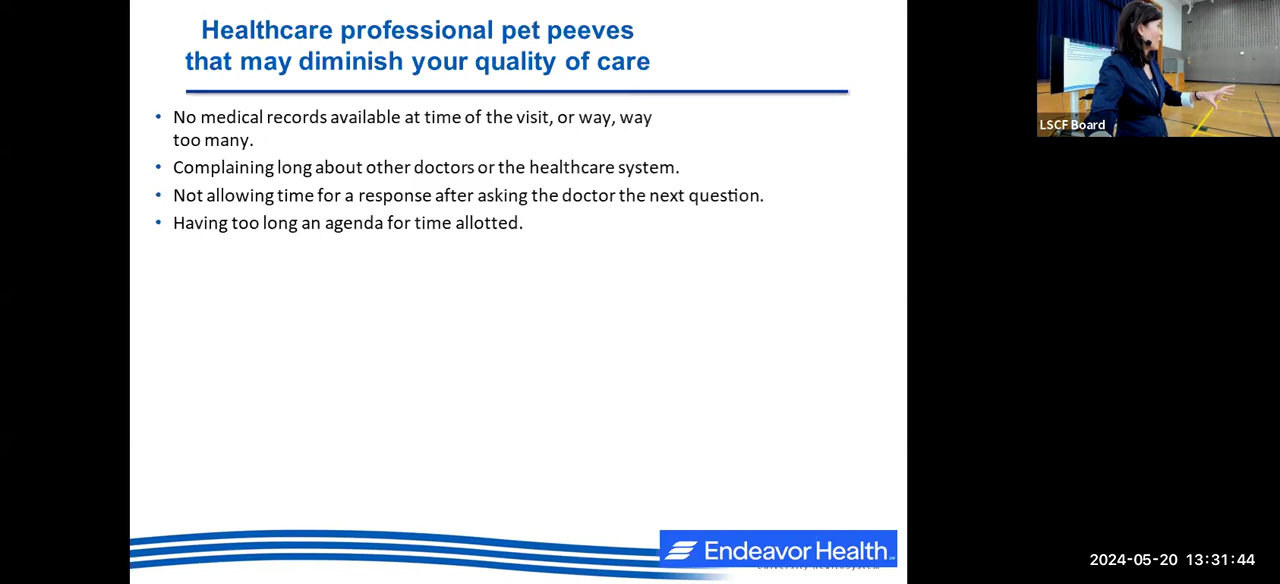 Healthcare professional pet peeves
that may diminish your quality of care
• No medical records available at time of the visit, or way, way
too many.
• Complaining long about other doctors or the healthcare system.
• Not allowing time for a response after asking the doctor the next question.
• Having too long an agenda for time allotted.
LSCF Board
Endeavor Health
University HealthSystem
2024-05-20 13:31:44